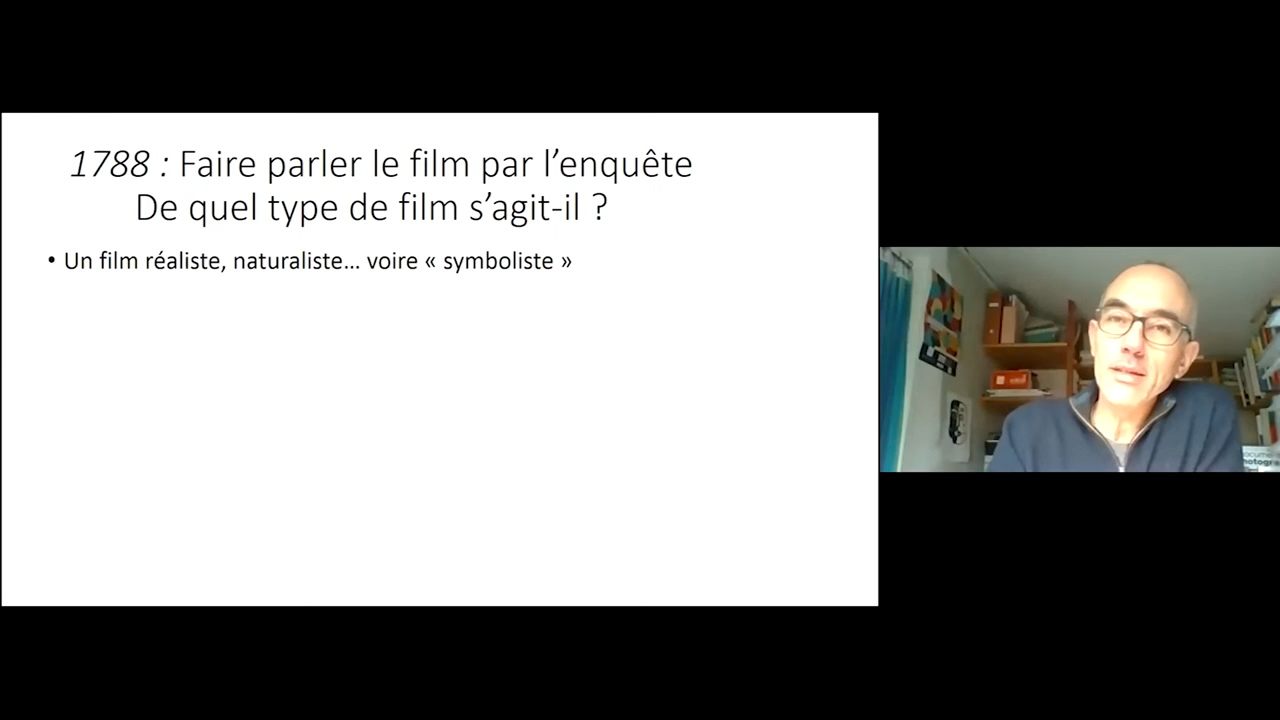 1788 : Faire parler le film par l’enquête
De quel type de film s’agit-il ?
• Un film réaliste, naturaliste… voire « symboliste »